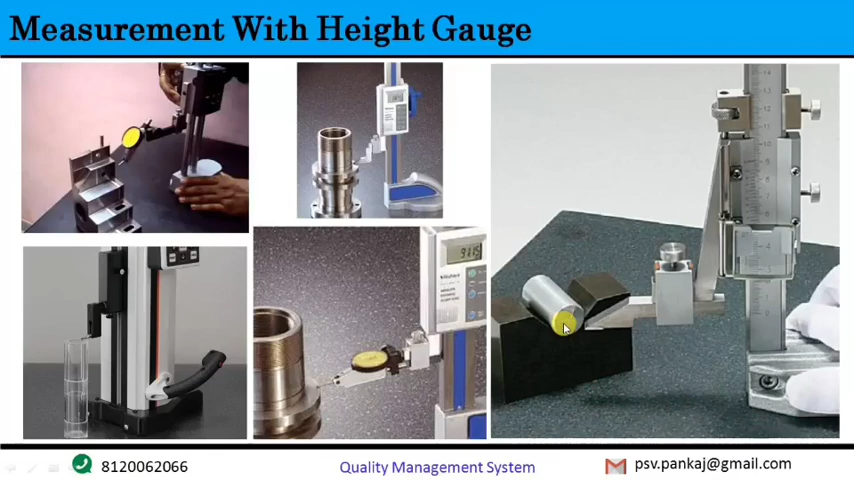 Measurement With Height Gauge
8120062066
Quality Management System
psv.pankaj@gmail.com